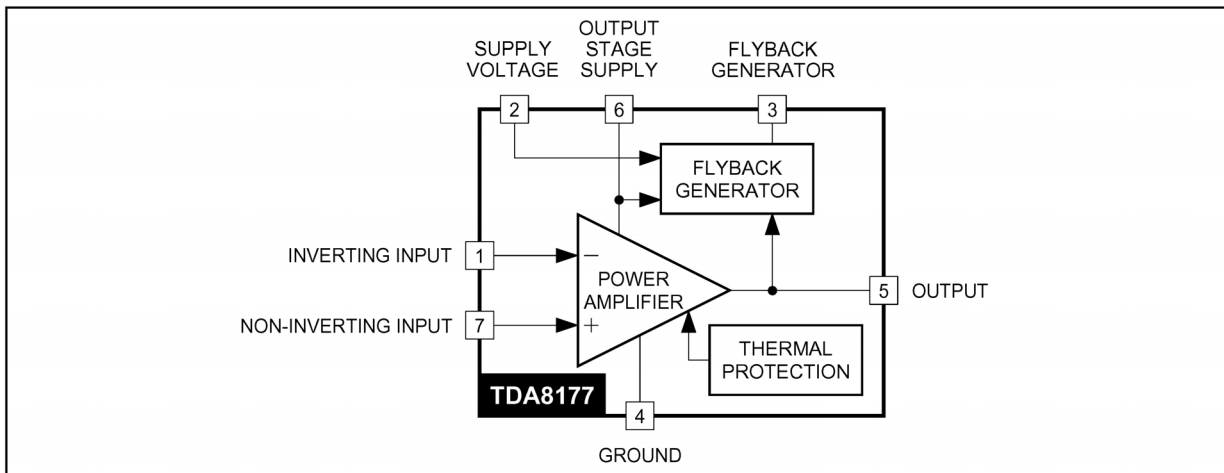 SUPPLY
VOLTAGE
OUTPUT
STAGE
SUPPLY
FLYBACK
GENERATOR
2
6
3
FLYBACK
GENERATOR
INVERTING INPUT
1
−
POWER
AMPLIFIER
5
OUTPUT
NON-INVERTING INPUT
7
+
THERMAL
PROTECTION
TDA8177
4
GROUND